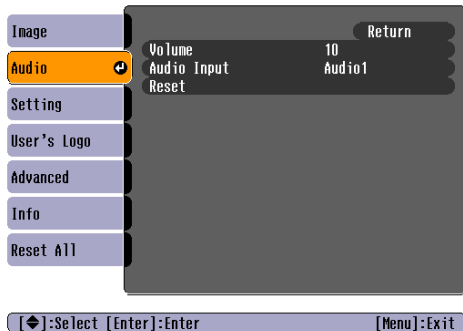 Image
Audio
Setting
User's Logo
Advanced
Info
Reset All
Return
Volume 10
Audio Input Audio1
Reset
[◆]:Select [Enter]:Enter [Menu]:Exit